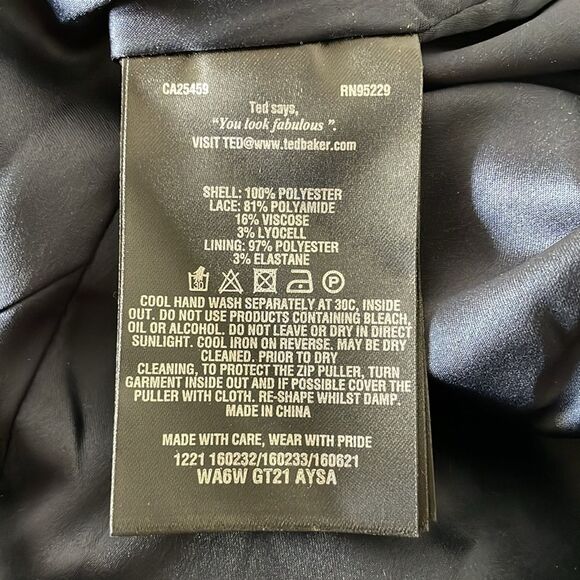 CA25459 RN95229
Ted says,
"You look fabulous".
VISIT TED@www.tedbaker.com
SHELL: 100% POLYESTER
LACE: 81% POLYAMIDE
16% VISCOSE
3% LYOCELL
LINING: 97% POLYESTER
3% ELASTANE
30 P
COOL HAND WASH SEPARATELY AT 30C, INSIDE
OUT. DO NOT USE PRODUCTS CONTAINING BLEACH,
OIL OR ALCOHOL. DO NOT LEAVE OR DRY IN DIRECT
SUNLIGHT. COOL IRON ON REVERSE. MAY BE DRY
CLEANED. PRIOR TO DRY
CLEANING, TO PROTECT THE ZIP PULLER, TURN
GARMENT INSIDE OUT AND IF POSSIBLE COVER THE
PULLER WITH CLOTH. RE-SHAPE WHILST DAMP.
MADE IN CHINA
MADE WITH CARE, WEAR WITH PRIDE
1221 160232/160233/160621
WA6W GT21 AYSA